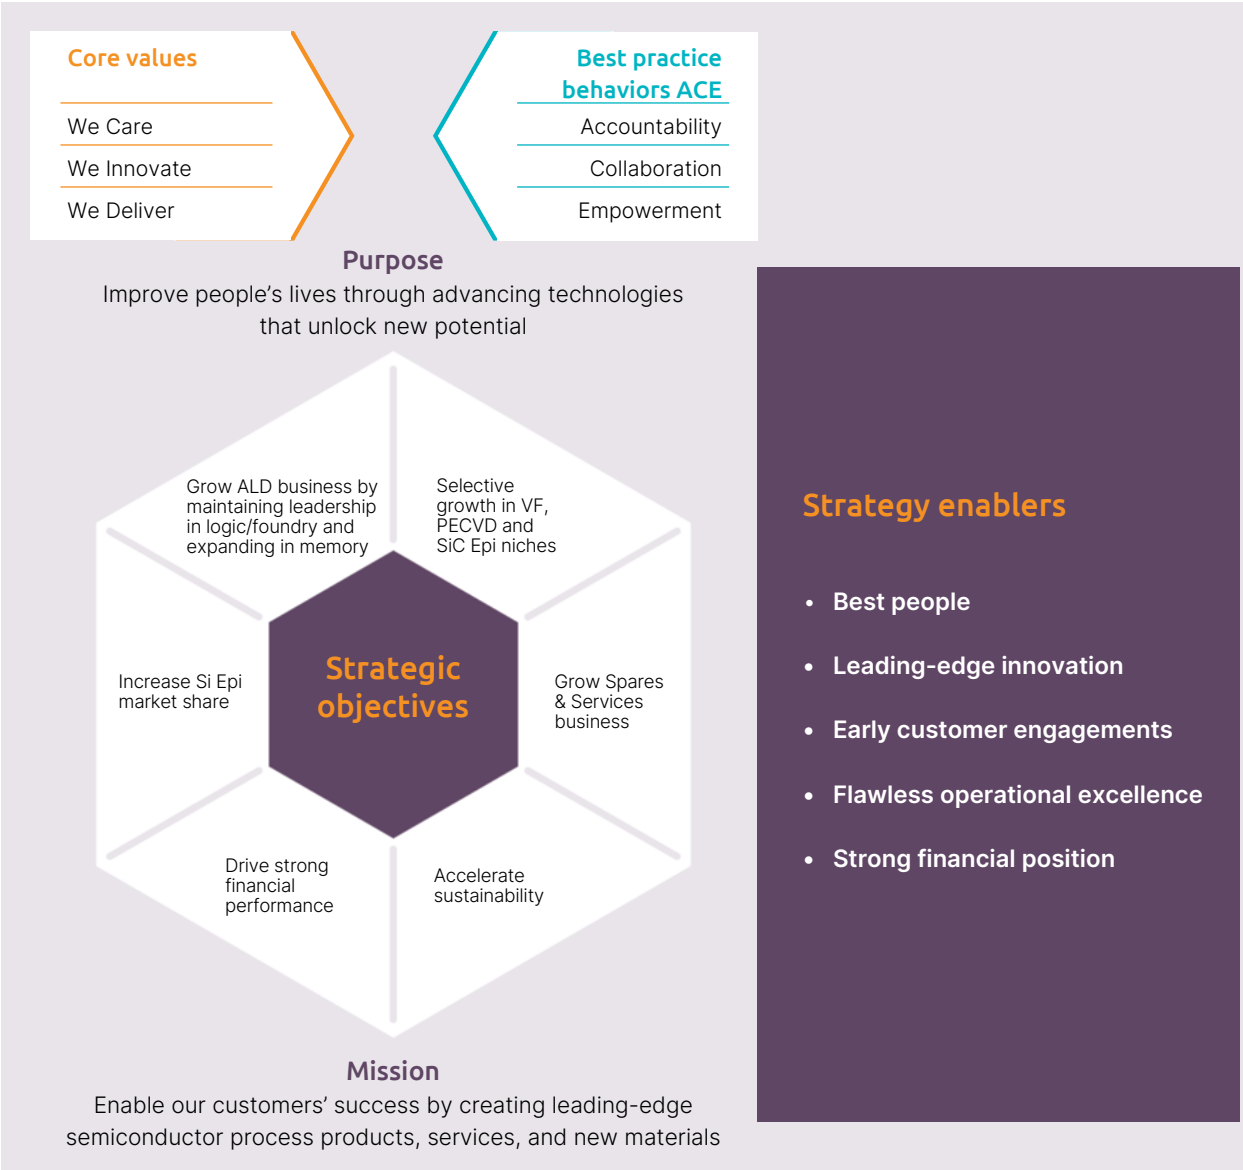 Core values
We Care
We Innovate
We Deliver
Best practice
behaviors ACE
Accountability
Collaboration
Empowerment
Purpose
Improve people’s lives through advancing technologies
that unlock new potential
Grow ALD business by
maintaining leadership
in logic/foundry and
expanding in memory
Selective
growth in VF,
PECVD and
SiC Epi niches
Increase Si Epi
market share
Strategic
objectives
Grow Spares
& Services
business
Drive strong
financial
performance
Accelerate
sustainability
Mission
Enable our customers’ success by creating leading-edge
semiconductor process products, services, and new materials
Strategy enablers
• Best people
• Leading-edge innovation
• Early customer engagements
• Flawless operational excellence
• Strong financial position